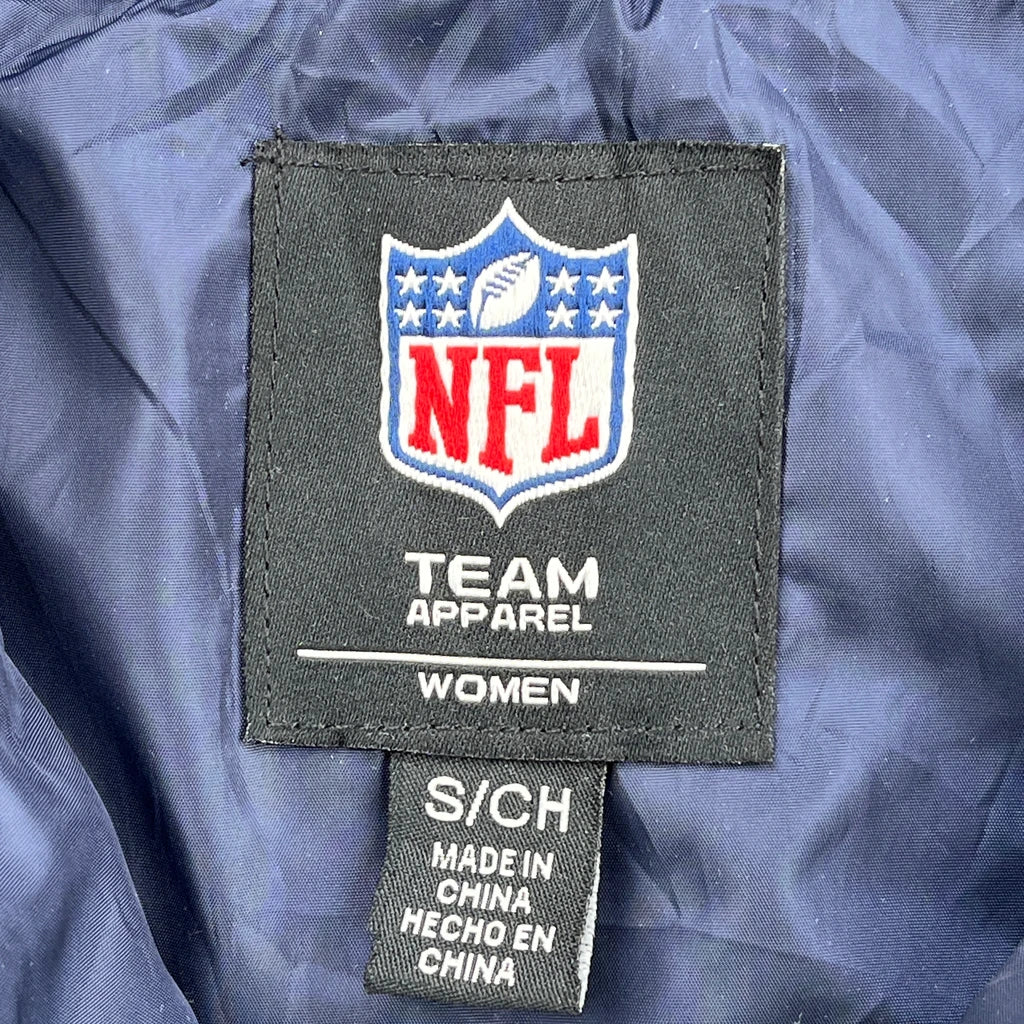 NFL
TEAM
APPAREL
WOMEN
S/CH
MADE IN
CHINA
HECHO EN
CHINA